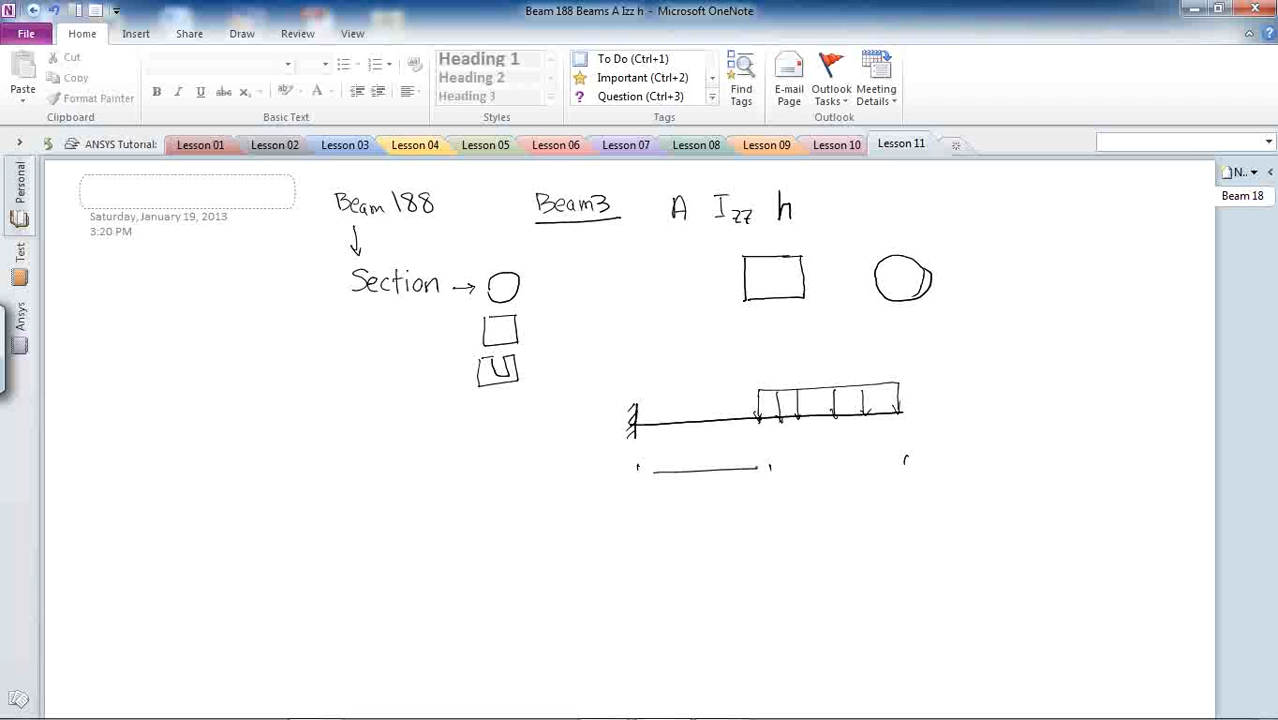 Beam 188 Beams A Izz h - Microsoft OneNote
File Home Insert Share Draw Review View
Paste
Cut
Copy
Format Painter
Clipboard
B I U abc X₂ ab A
Basic Text
Heading 1
Heading 2
Heading 3
Styles
To Do (Ctrl+1)
Important (Ctrl+2)
Question (Ctrl+3)
Find Tags
Tags
E-mail Page
Outlook Tasks
Meeting Details
Outlook
ANSYS Tutorial: Lesson 01 Lesson 02 Lesson 03 Lesson 04 Lesson 05 Lesson 06 Lesson 07 Lesson 08 Lesson 09 Lesson 10 Lesson 11
N..
Beam 18
Personal
Test
Ansys
Saturday, January 19, 2013
3:20 PM
Beam 188 Beam3 A Izz h
Section